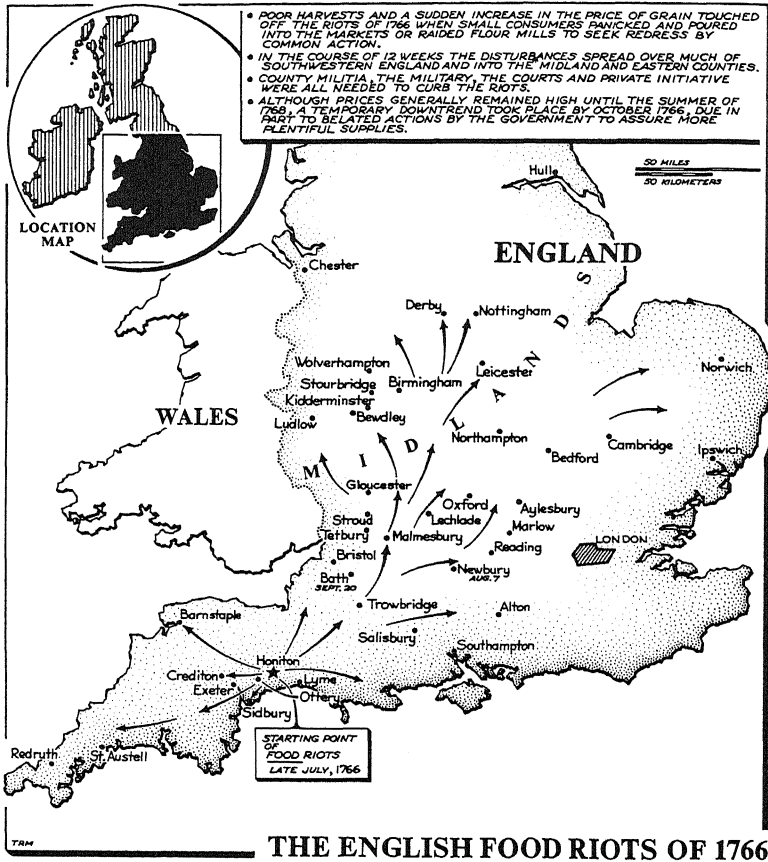 • POOR HARVESTS AND A SUDDEN INCREASE IN THE PRICE OF GRAIN TOUCHED
OFF THE RIOTS OF 1766 WHEN SMALL CONSUMERS PANICKED AND POURED
INTO THE MARKETS OR RAIDED FLOUR MILLS TO SEEK REDRESS BY
COMMON ACTION.
• IN THE COURSE OF 12 WEEKS THE DISTURBANCES SPREAD OVER MUCH OF
SOUTHWESTERN ENGLAND AND INTO THE MIDLAND AND EASTERN COUNTIES.
• COUNTY MILITIA, THE MILITARY, THE COURTS AND PRIVATE INITIATIVE
WERE ALL NEEDED TO CURB THE RIOTS.
• ALTHOUGH PRICES GENERALLY REMAINED HIGH UNTIL THE SUMMER OF
1768, A TEMPORARY DOWNTREND TOOK PLACE BY OCTOBER 1766, DUE IN
PART TO BELATED ACTIONS BY THE GOVERNMENT TO ASSURE MORE
PLENTIFUL SUPPLIES.
LOCATION
MAP
50 MILES
50 KILOMETERS
Hull
ENGLAND
Chester
Derby
Nottingham
Wolverhampton
Leicester
Norwich
Stourbridge
Birmingham
Kidderminster
Bewdley
WALES
Ludlow
MIDLANDS
Northampton
Cambridge
Bedford
Ipswich
Gloucester
Oxford
Aylesbury
Stroud
Lechlade
Marlow
Tetbury
Malmesbury
LONDON
Reading
Bristol
Newbury
AUG. 7
Bath
SEPT. 20
Trowbridge
Alton
Barnstaple
Salisbury
Southampton
Honiton
Crediton
Lyme
Exeter
Ottery
Sidbury
STARTING POINT
OF
FOOD RIOTS
LATE JULY, 1766
Redruth
St. Austell
TRM
THE ENGLISH FOOD RIOTS OF 1766